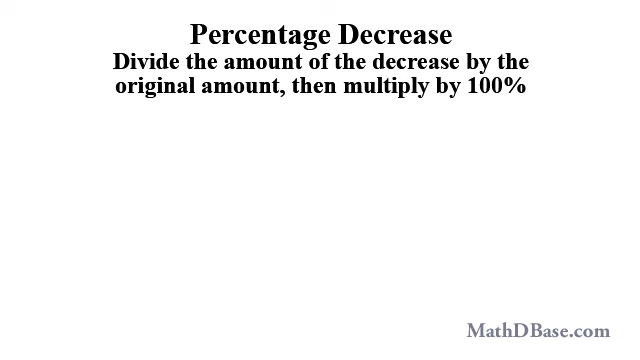 Percentage Decrease
Divide the amount of the decrease by the
original amount, then multiply by 100%
MathDBase.com